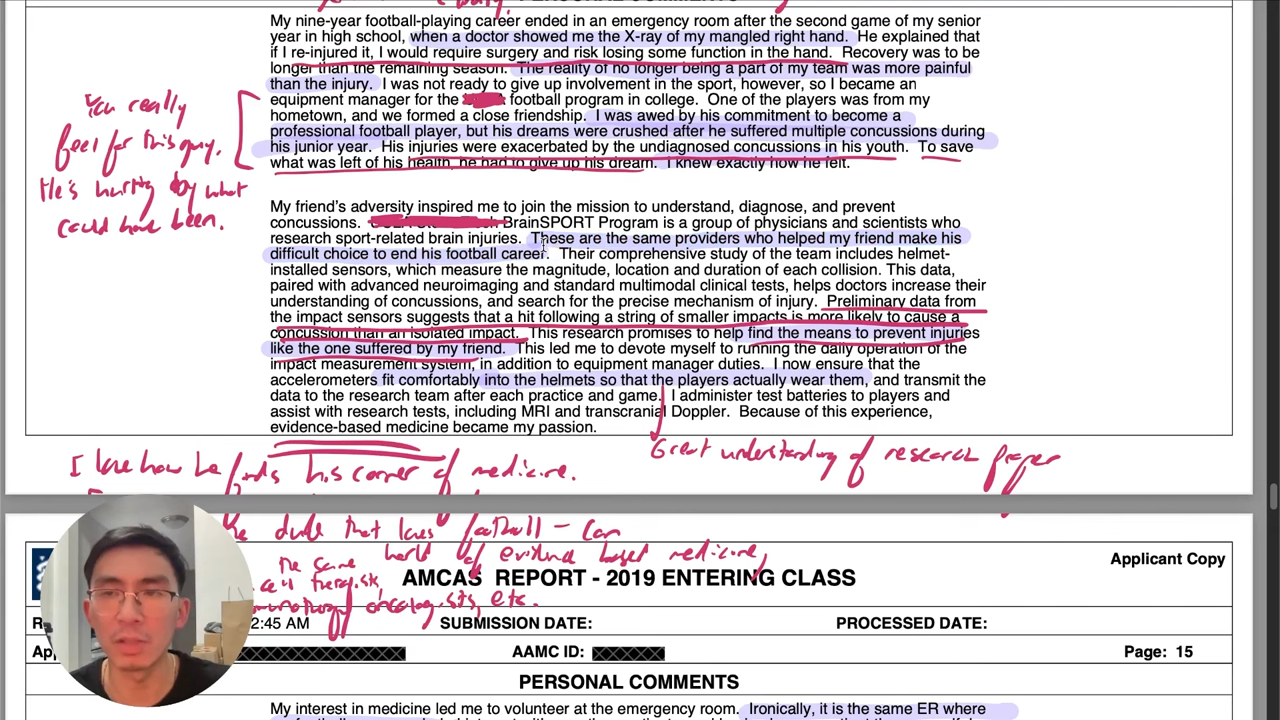 PERSONAL COMMENTS
My nine-year football-playing career ended in an emergency room after the second game of my senior
year in high school, when a doctor showed me the X-ray of my mangled right hand. He explained that
if I re-injured it, I would require surgery and risk losing some function in the hand. Recovery was to be
longer than the remaining season. The reality of no longer being a part of my team was more painful
than the injury. I was not ready to give up involvement in the sport, however, so I became an
equipment manager for the football program in college. One of the players was from my
hometown, and we formed a close friendship. I was awed by his commitment to become a
professional football player, but his dreams were crushed after he suffered multiple concussions during
his junior year. His injuries were exacerbated by the undiagnosed concussions in his youth. To save
what was left of his health, he had to give up his dream. I knew exactly how he felt.
You really
feel for this guy.
He's hurting by what
could have been.
My friend's adversity inspired me to join the mission to understand, diagnose, and prevent
concussions. BrainSPORT Program is a group of physicians and scientists who
research sport-related brain injuries. These are the same providers who helped my friend make his
difficult choice to end his football career. Their comprehensive study of the team includes helmet-
installed sensors, which measure the magnitude, location and duration of each collision. This data,
paired with advanced neuroimaging and standard multimodal clinical tests, helps doctors increase their
understanding of concussions, and search for the precise mechanism of injury. Preliminary data from
the impact sensors suggests that a hit following a string of smaller impacts is more likely to cause a
concussion than an isolated impact. This research promises to help find the means to prevent injuries
like the one suffered by my friend. This led me to devote myself to running the daily operation of the
impact measurement system, in addition to equipment manager duties. I now ensure that the
accelerometers fit comfortably into the helmets so that the players actually wear them, and transmit the
data to the research team after each practice and game. I administer test batteries to players and
assist with research tests, including MRI and transcranial Doppler. Because of this experience,
evidence-based medicine became my passion.
Great understanding of research paper
I love how he finds his corner of medicine.
dude that loves football - can
world of evidence based medicine,
the same
therapists,
immunotherapy oncologists, etc.
Applicant Copy
AMCAS REPORT - 2019 ENTERING CLASS
2:45 AM SUBMISSION DATE: PROCESSED DATE:
AAMC ID: Page: 15
PERSONAL COMMENTS
My interest in medicine led me to volunteer at the emergency room. Ironically, it is the same ER where